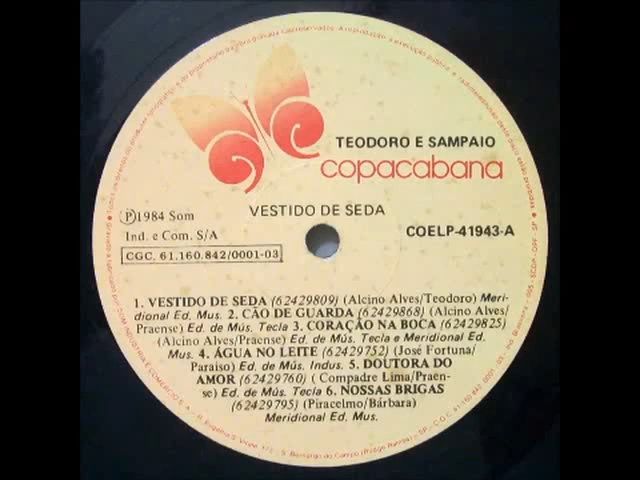 TEODORO E SAMPAIO
copacabana
Ⓟ1984 Som
Ind. e Com. S/A
CGC. 61.160.842/0001-03
VESTIDO DE SEDA
COELP-41943-A
1. VESTIDO DE SEDA (62429809) (Alcino Alves/Teodoro) Meri-
dional Ed. Mus. 2. CÃO DE GUARDA (62429868) (Alcino Alves/
Praense) Ed. de Mús. Tecla 3. CORAÇÃO NA BOCA (62429825)
(Alcino Alves/Praense) Ed. de Mús. Tecla e Meridional Ed.
Mus. 4. ÁGUA NO LEITE (62429752) (José Fortuna/
Paraiso) Ed. de Mús. Indus. 5. DOUTORA DO
AMOR (62429760) ( Compadre Lima/Praen-
se) Ed. de Mús. Tecla 6. NOSSAS BRIGAS
(62429795) (Piracelmo/Bárbara)
Meridional Ed. Mus.